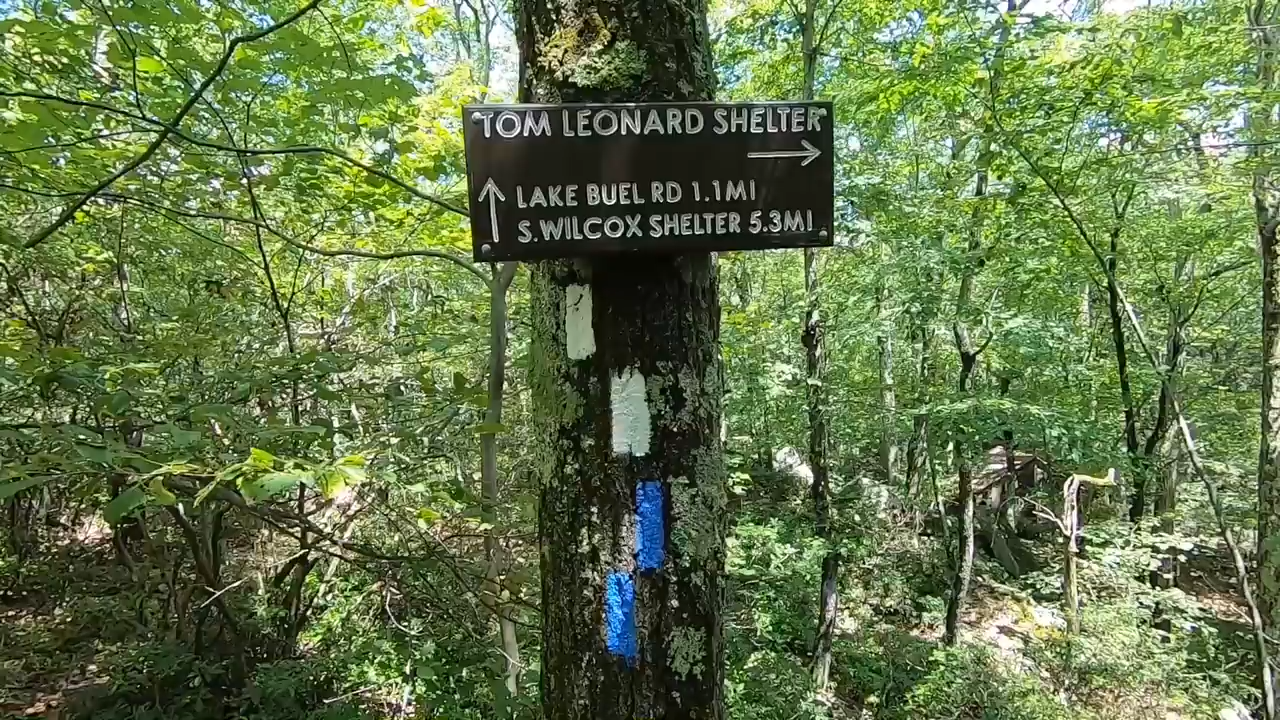 TOM LEONARD SHELTER
LAKE BUEL RD 1.1MI
S.WILCOX SHELTER 5.3MI.